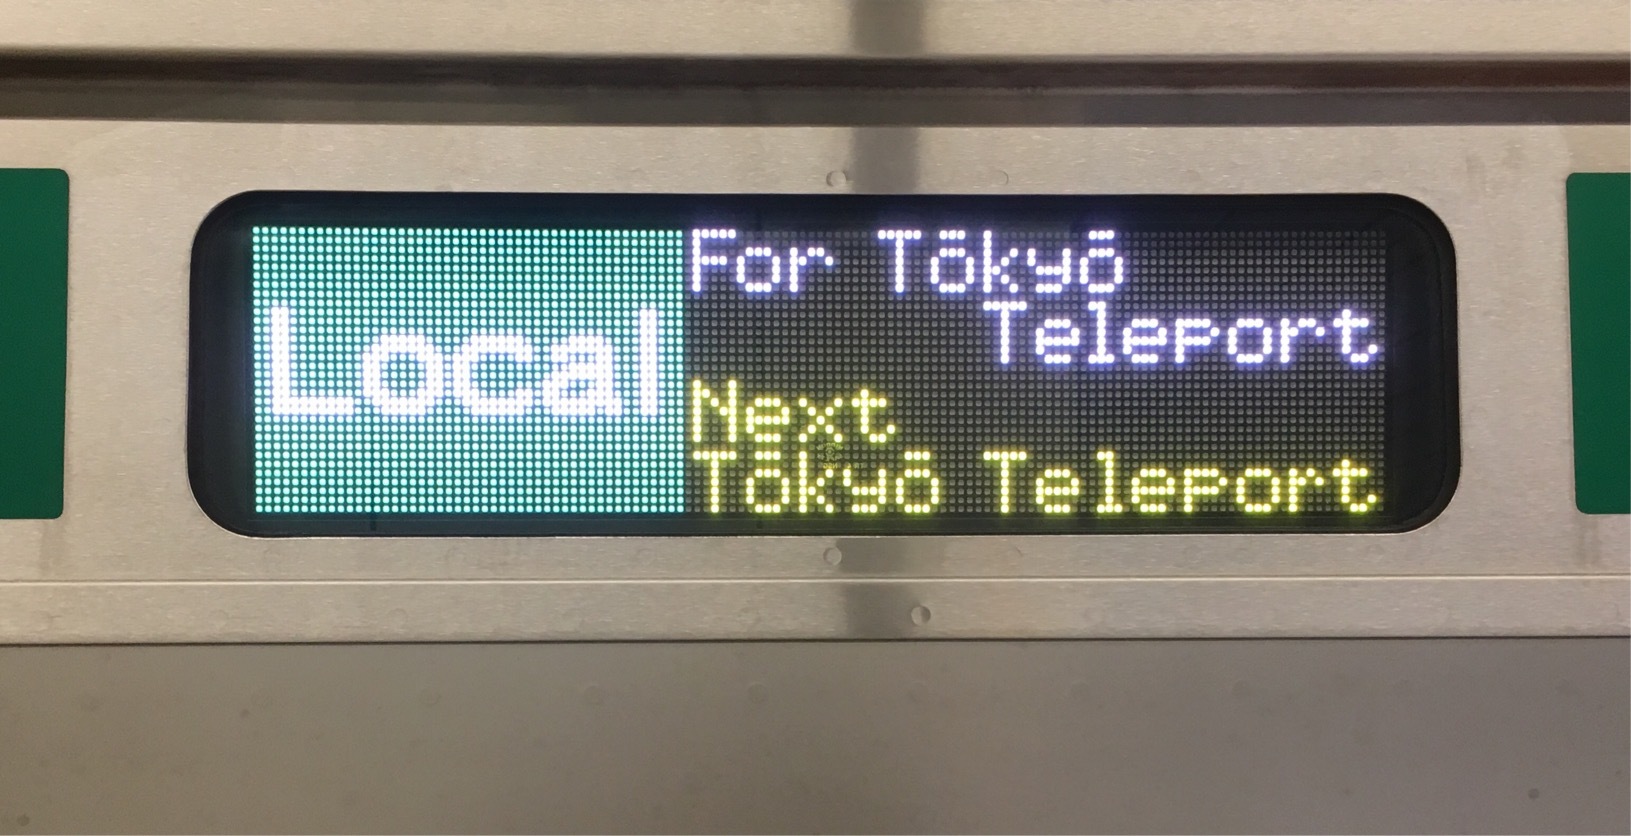 Local
For Tōkyō
Teleport
Next
Tōkyō Teleport